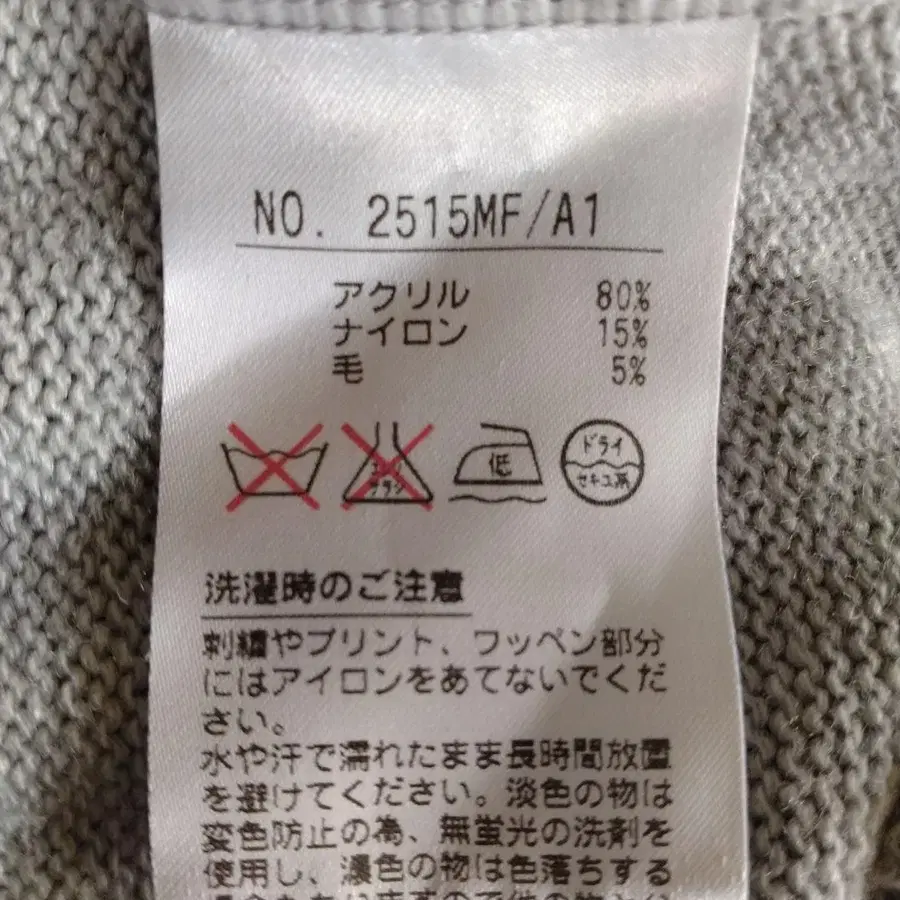 NO. 2515MF/A1
アクリル 80%
ナイロン 15%
毛 5%
低
ドライ
セキユ系
洗濯時のご注意
刺繍やプリント、ワッペン部分
にはアイロンをあてないでくだ
さい。
水や汗で濡れたまま長時間放置
を避けてください。淡色の物は
変色防止の為、無蛍光の洗剤を
使用し、濃色の物は色落ちする